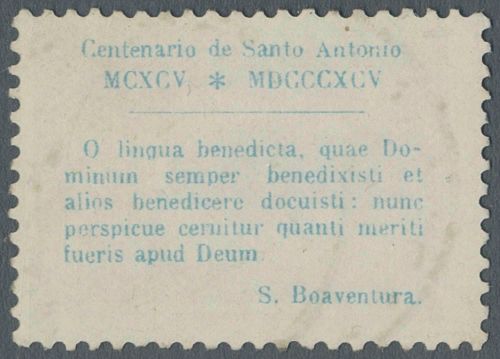 Centenario de Santo Antonio
MCXCV * MDCCCXCV
O lingua benedicta, quae Do-
minum semper benedixisti et
alios benedicere docuisti: nunc
perspicue cernitur quanti meriti
fueris apud Deum.
S. Boaventura.